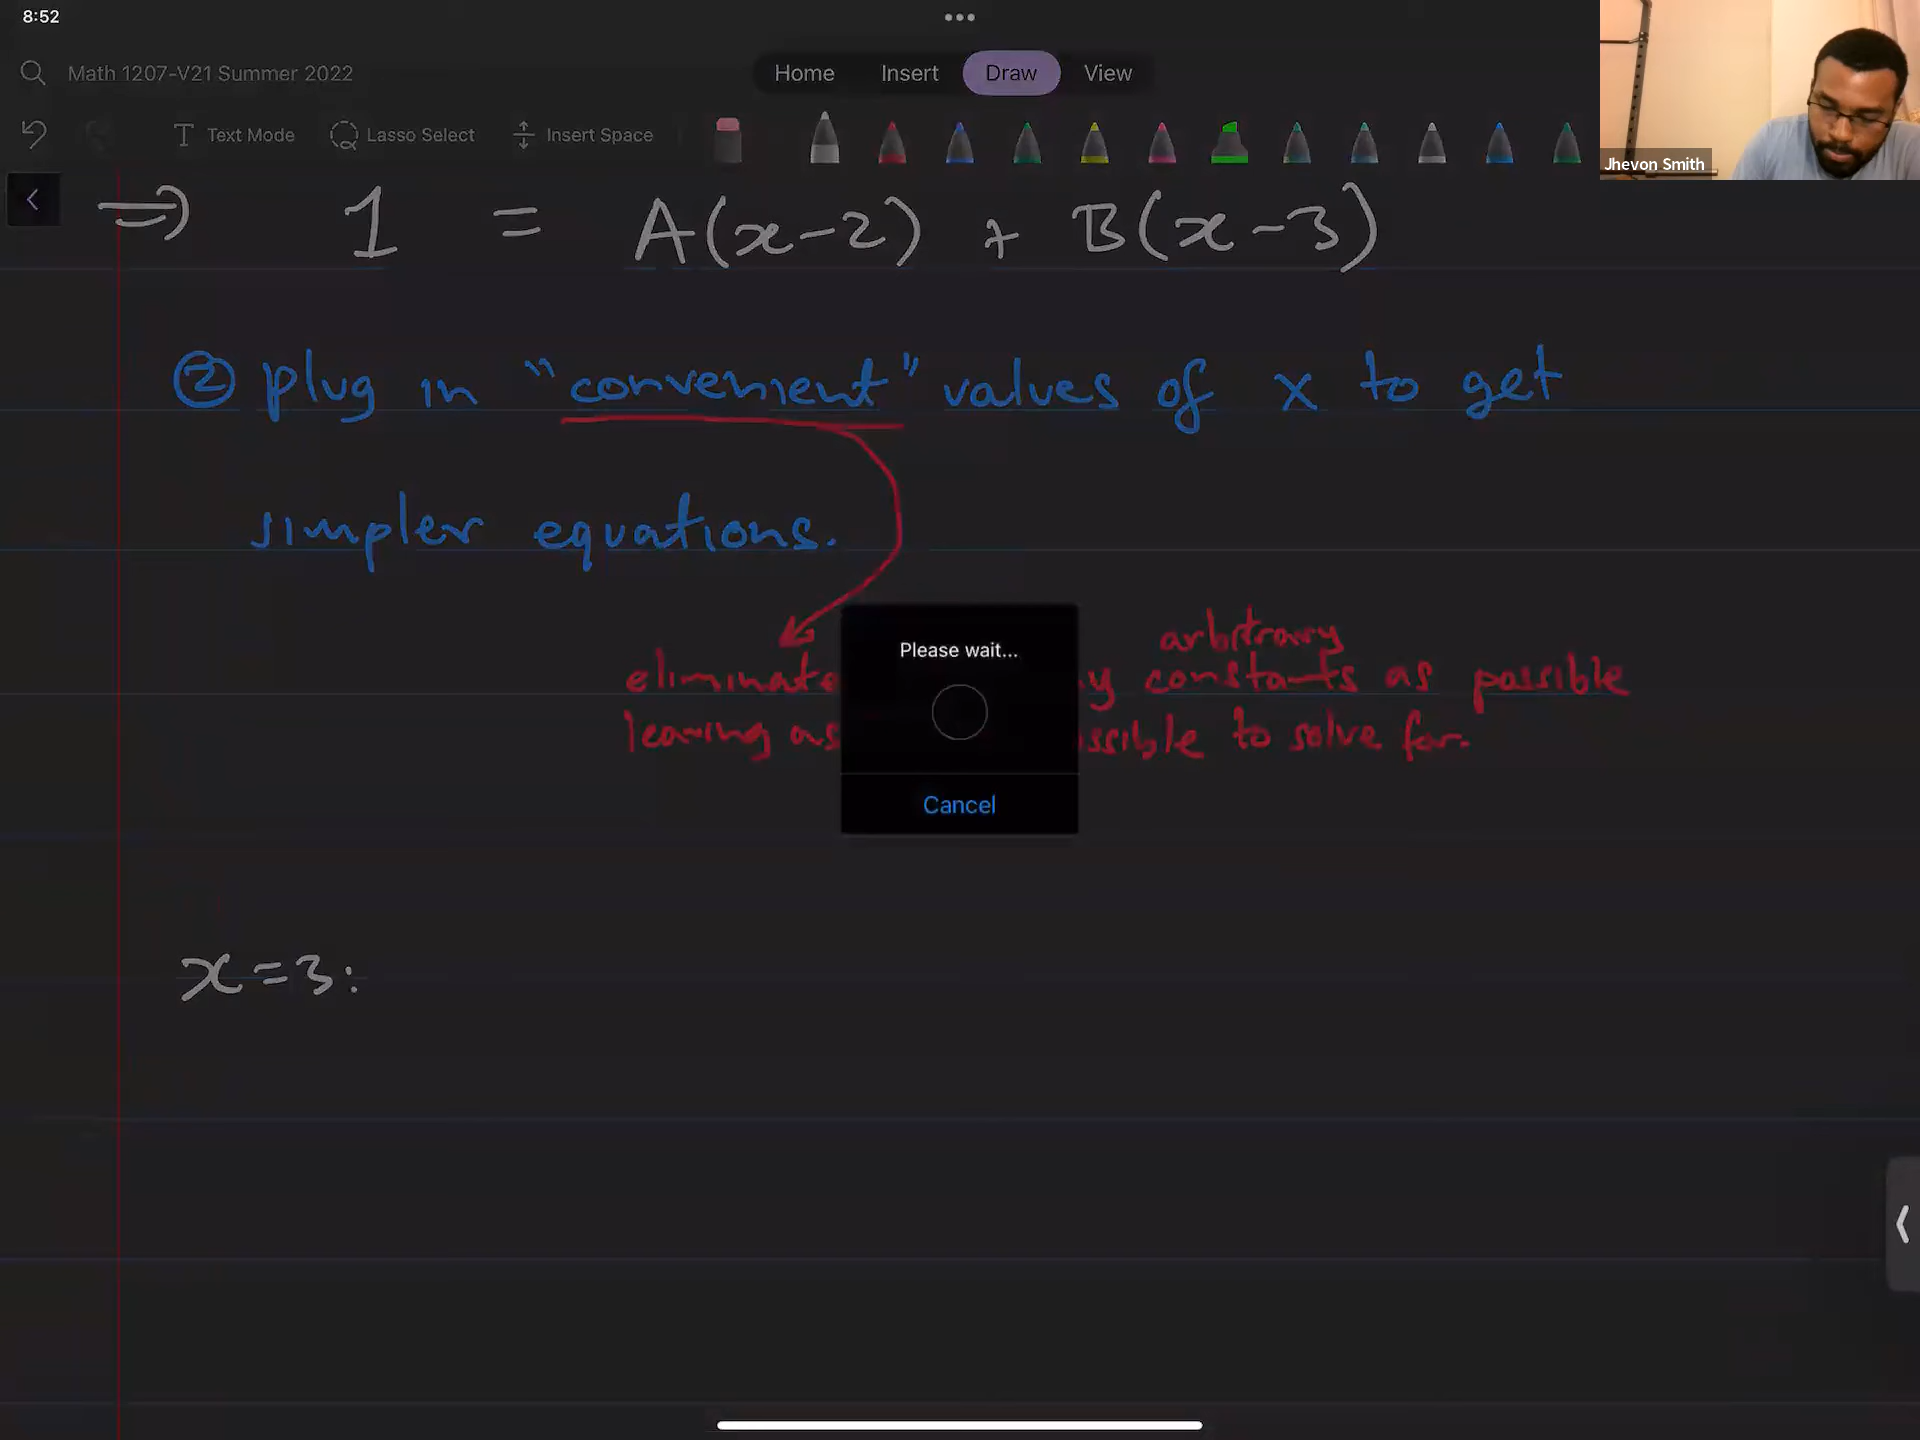 8:52
Math 1207-V21 Summer 2022
Home Insert Draw View
Text Mode Lasso Select Insert Space
Jhevon Smith
⇒ 1 = A(x-2) + B(x-3)
② plug in "convenient" values of x to get
simpler equations.
Please wait...
arbitrary
eliminate constants as possible
leaving as to solve for.
Cancel
x=3: